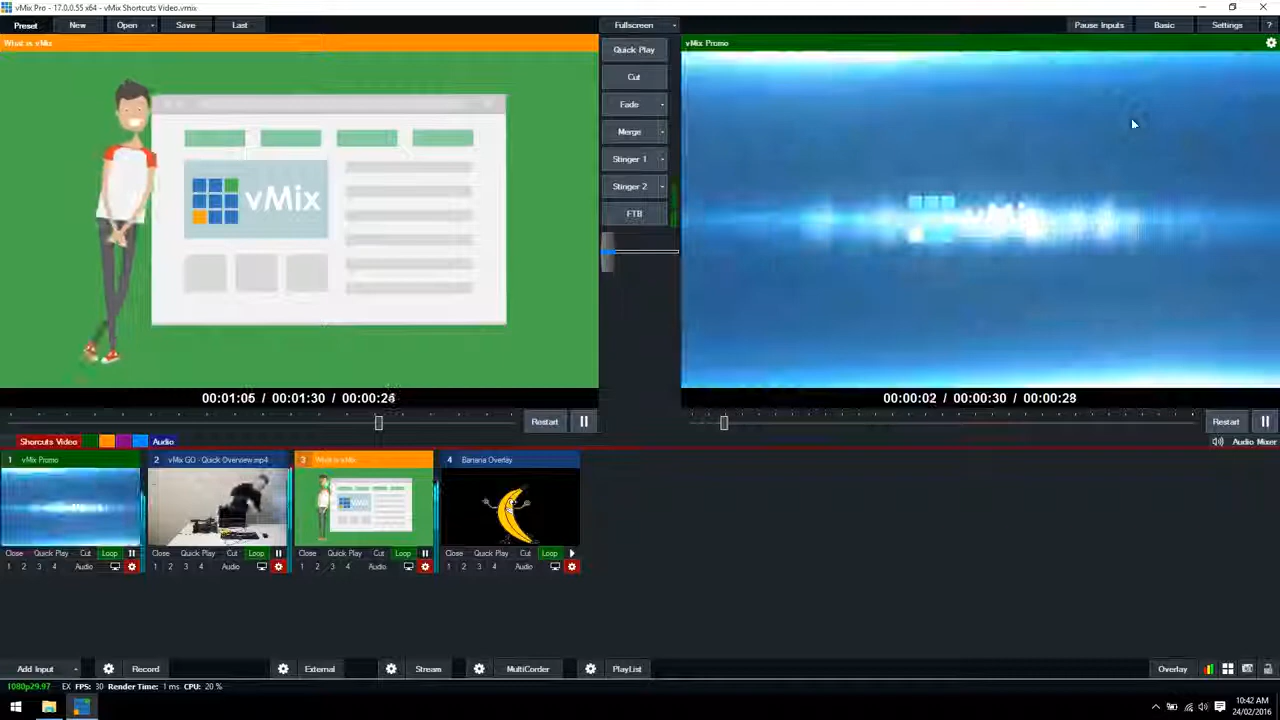 vMix Pro - 17.0.0.55 x64 - vMix Shortcuts Video.vmix
Preset New Open Save Last Fullscreen Pause Inputs Basic Settings ?
What is vMix
vMix Promo
Quick Play
Cut
Fade
Merge
Stinger 1
Stinger 2
FTB
vMix
vMix
00:01:05 / 00:01:30 / 00:00:24
00:00:02 / 00:00:30 / 00:00:28
Restart
Restart
Shorcuts Video Audio
Audio Mixer
1 vMix Promo
2 vMix GO - Quick Overview.mp4
3 What is vMix
4 Banana Overlay
Close Quick Play Cut Loop
Close Quick Play Cut Loop
Close Quick Play Cut Loop
Close Quick Play Cut Loop
1 2 3 4 Audio
1 2 3 4 Audio
1 2 3 4 Audio
1 2 3 4 Audio
Add Input Record External Stream MultiCorder PlayList Overlay
1080p29.97 EX FPS: 30 Render Time: 1 ms CPU: 20 %
10:42 AM
24/02/2016